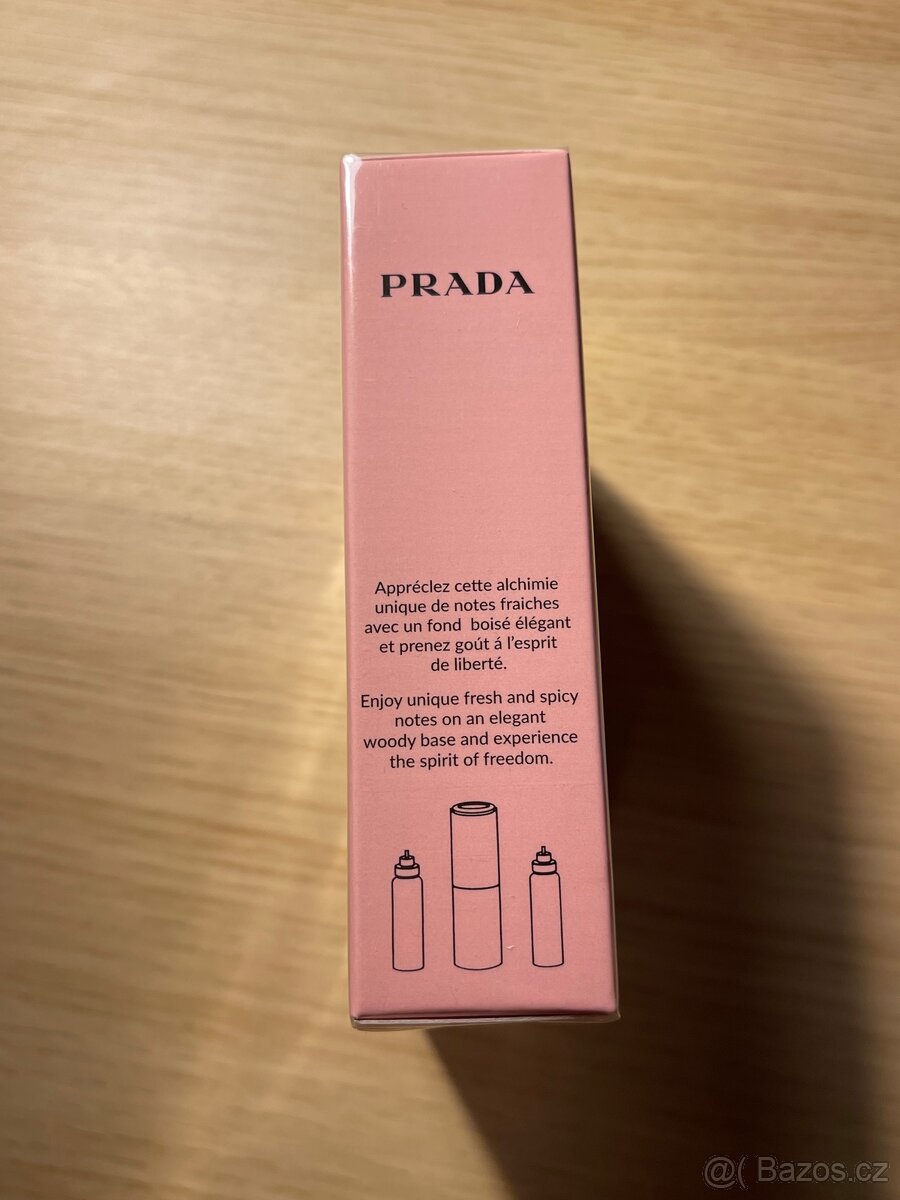 PRADA
Appréclez cette alchimie
unique de notes fraiches
avec un fond boisé élégant
et prenez goút á l'esprit
de liberté.
Enjoy unique fresh and spicy
notes on an elegant
woody base and experience
the spirit of freedom.
@( Bazos.cz